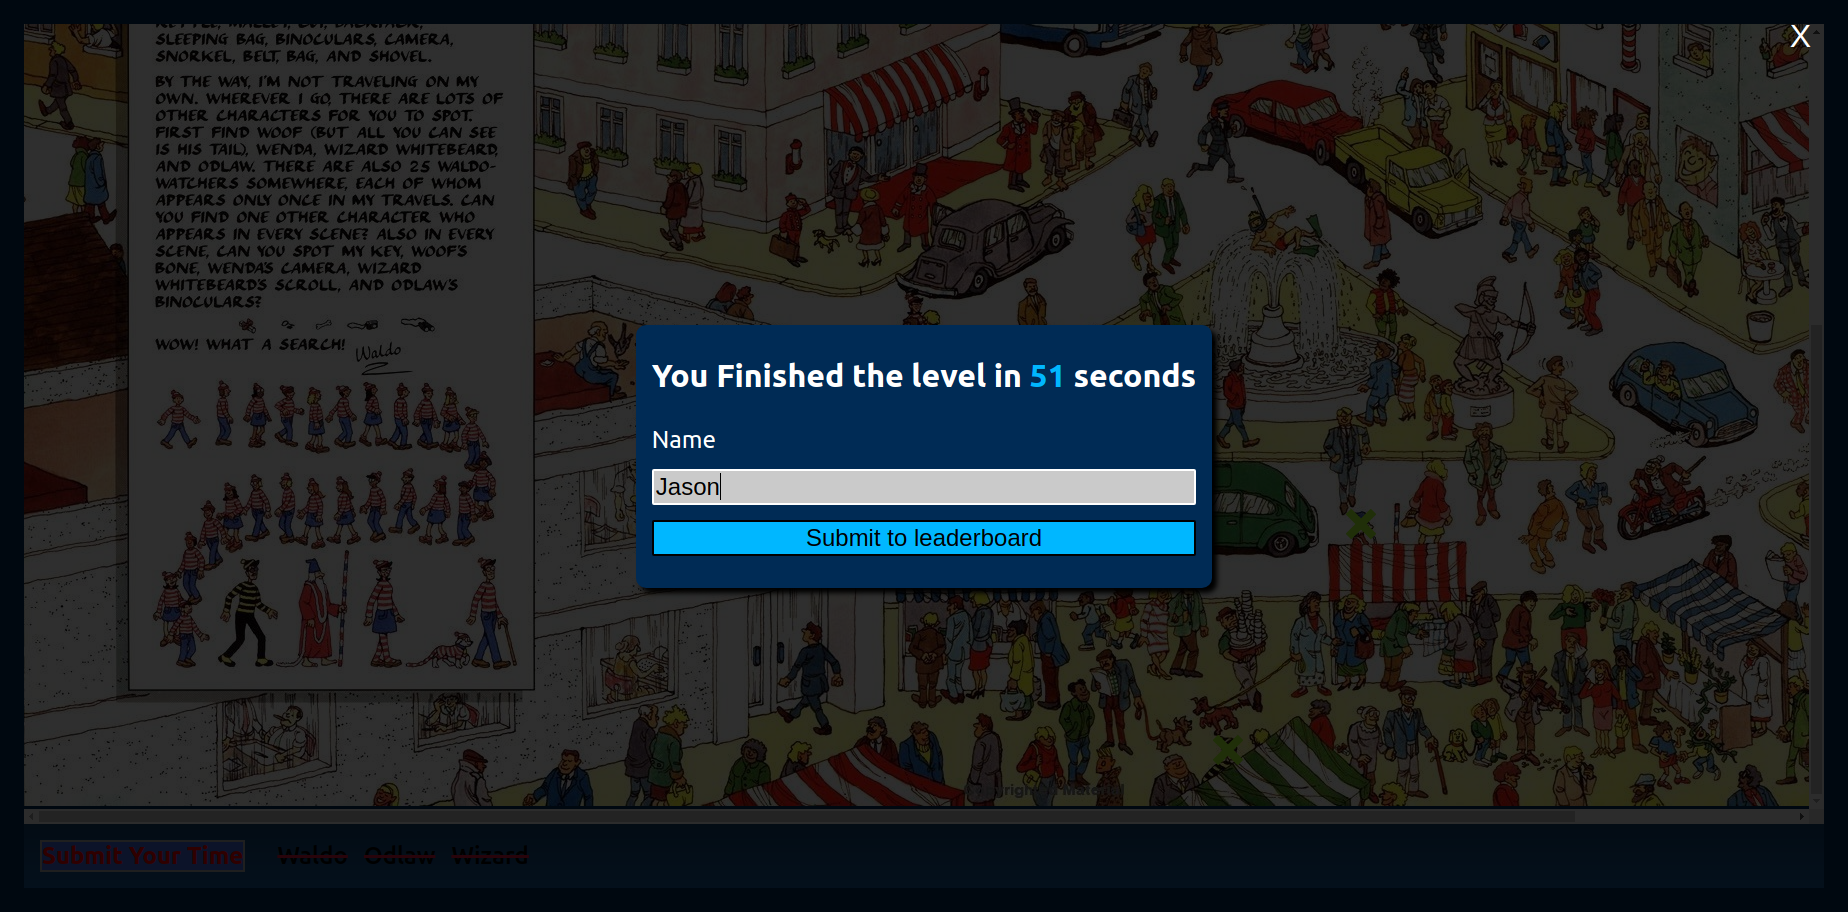 X
SLEEPING BAG, BINOCULARS, CAMERA,
SNORKEL, BELT, BAG, AND SHOVEL.
BY THE WAY, I'M NOT TRAVELING ON MY
OWN. WHEREVER I GO, THERE ARE LOTS OF
OTHER CHARACTERS FOR YOU TO SPOT.
FIRST FIND WOOF (BUT ALL YOU CAN SEE
IS HIS TAIL), WENDA, WIZARD WHITEBEARD,
AND ODLAW. THERE ARE ALSO 25 WALDO-
WATCHERS SOMEWHERE, EACH OF WHOM
APPEARS ONLY ONCE IN MY TRAVELS. CAN
YOU FIND ONE OTHER CHARACTER WHO
APPEARS IN EVERY SCENE? ALSO IN EVERY
SCENE, CAN YOU SPOT MY KEY, WOOF'S
BONE, WENDA'S CAMERA, WIZARD
WHITEBEARD'S SCROLL, AND ODLAW'S
BINOCULARS?
WOW! WHAT A SEARCH!
Waldo
You Finished the level in 51 seconds
Name
Jason
Submit to leaderboard
Submit Your Time Waldo Odlaw Wizard